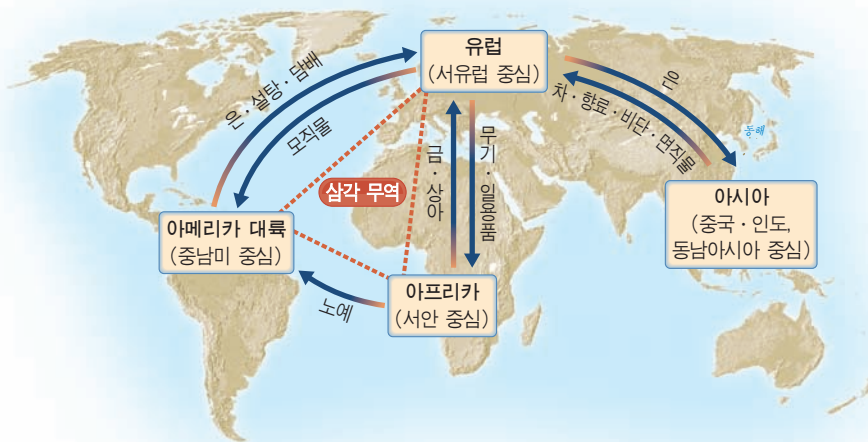 유럽
(서유럽 중심)
은·설탕·담배
모직물
은
차·향료·비단·면직물
동해
삼각 무역
금·상아
무기·일용품
아메리카 대륙
(중남미 중심)
아시아
(중국·인도,
동남아시아 중심)
노예
아프리카
(서안 중심)